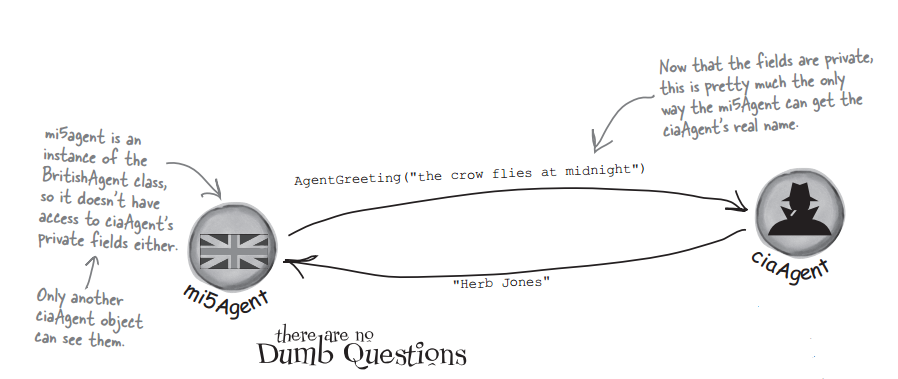 Now that the fields are private,
this is pretty much the only
way the mi5Agent can get the
ciaAgent's real name.
mi5agent is an
instance of the
BritishAgent class,
so it doesn't have
access to ciaAgent's
private fields either.
AgentGreeting("the crow flies at midnight")
ciaAgent
"Herb Jones"
mi5Agent
Only another
ciaAgent object
can see them.
there are no
Dumb Questions